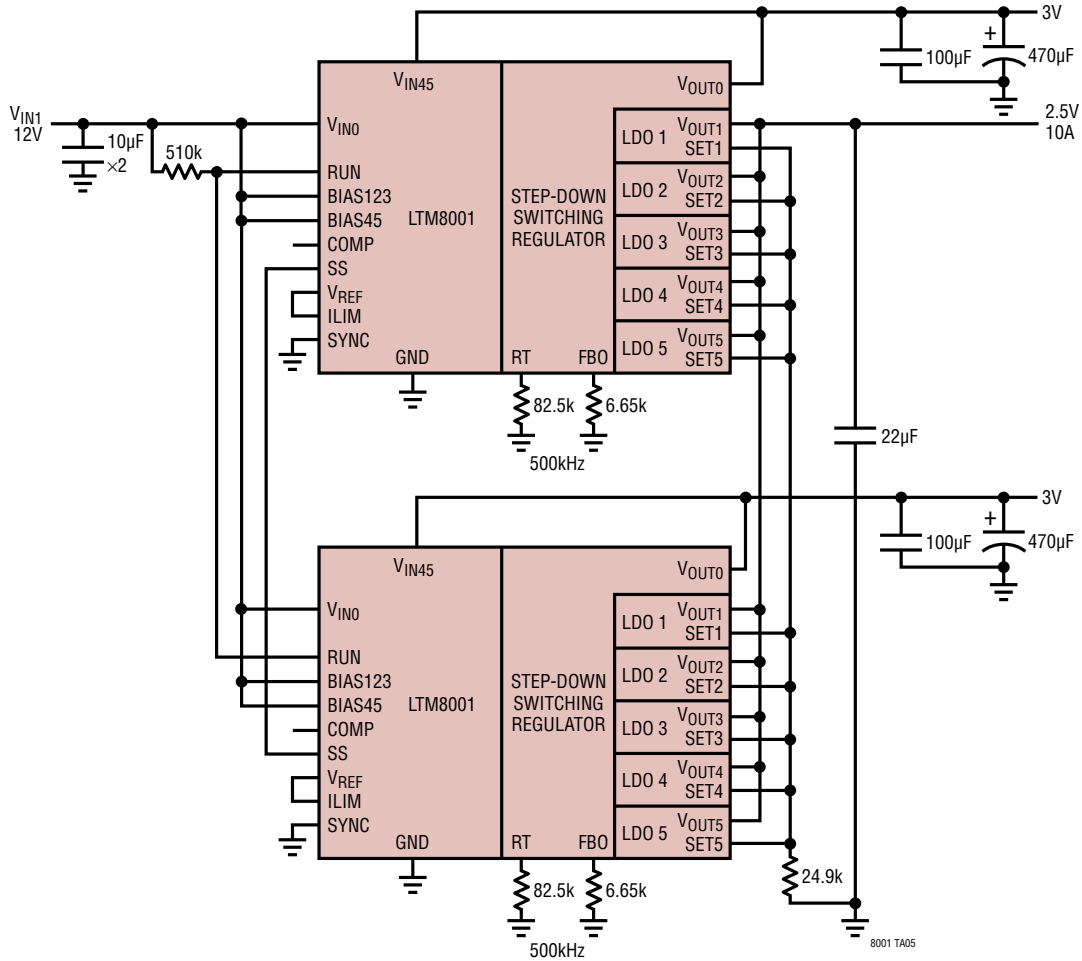 3V
100µF
+
470µF
VIN45
VOUT0
VIN1
12V
10µF
×2
510k
VIN0
RUN
BIAS123
BIAS45
COMP
SS
VREF
ILIM
SYNC
GND
LTM8001
STEP-DOWN
SWITCHING
REGULATOR
RT
FBO
LDO 1
VOUT1
SET1
LDO 2
VOUT2
SET2
LDO 3
VOUT3
SET3
LDO 4
VOUT4
SET4
LDO 5
VOUT5
SET5
2.5V
10A
82.5k
6.65k
500kHz
22µF
3V
100µF
+
470µF
VIN45
VOUT0
VIN0
RUN
BIAS123
BIAS45
COMP
SS
VREF
ILIM
SYNC
GND
LTM8001
STEP-DOWN
SWITCHING
REGULATOR
RT
FBO
LDO 1
VOUT1
SET1
LDO 2
VOUT2
SET2
LDO 3
VOUT3
SET3
LDO 4
VOUT4
SET4
LDO 5
VOUT5
SET5
82.5k
6.65k
500kHz
24.9k
8001 TA05